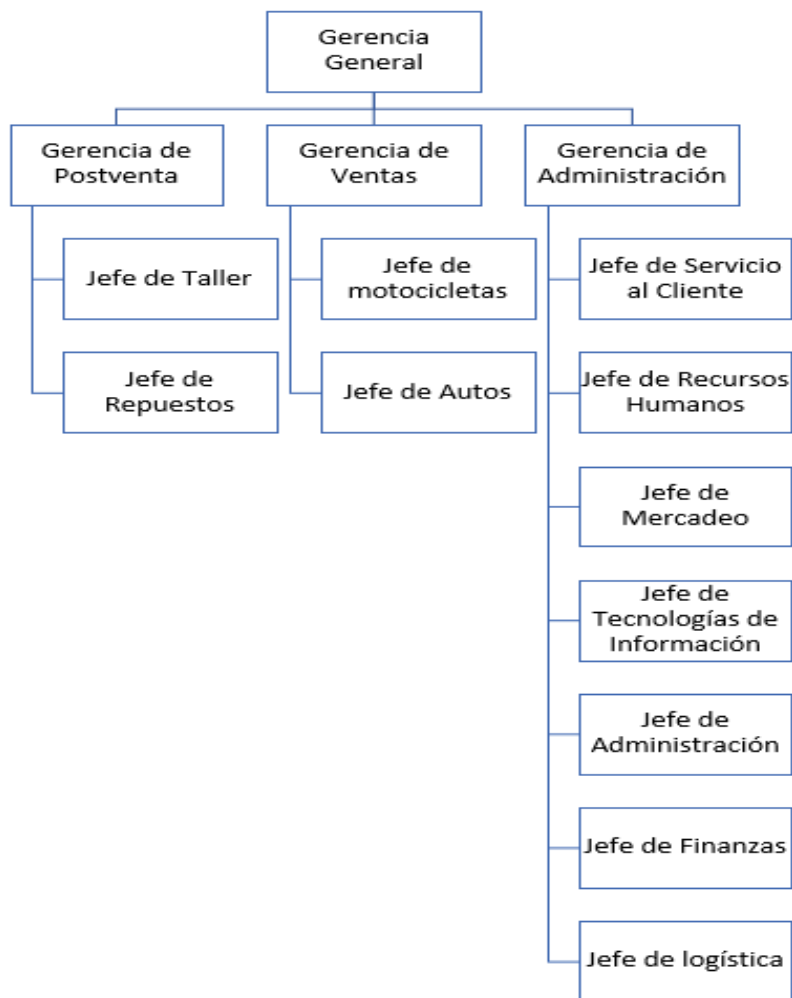 Gerencia
General
Gerencia de
Postventa
Gerencia de
Ventas
Gerencia de
Administración
Jefe de Taller
Jefe de
Repuestos
Jefe de
motocicletas
Jefe de Autos
Jefe de Servicio
al Cliente
Jefe de Recursos
Humanos
Jefe de
Mercadeo
Jefe de
Tecnologías de
Información
Jefe de
Administración
Jefe de Finanzas
Jefe de logística